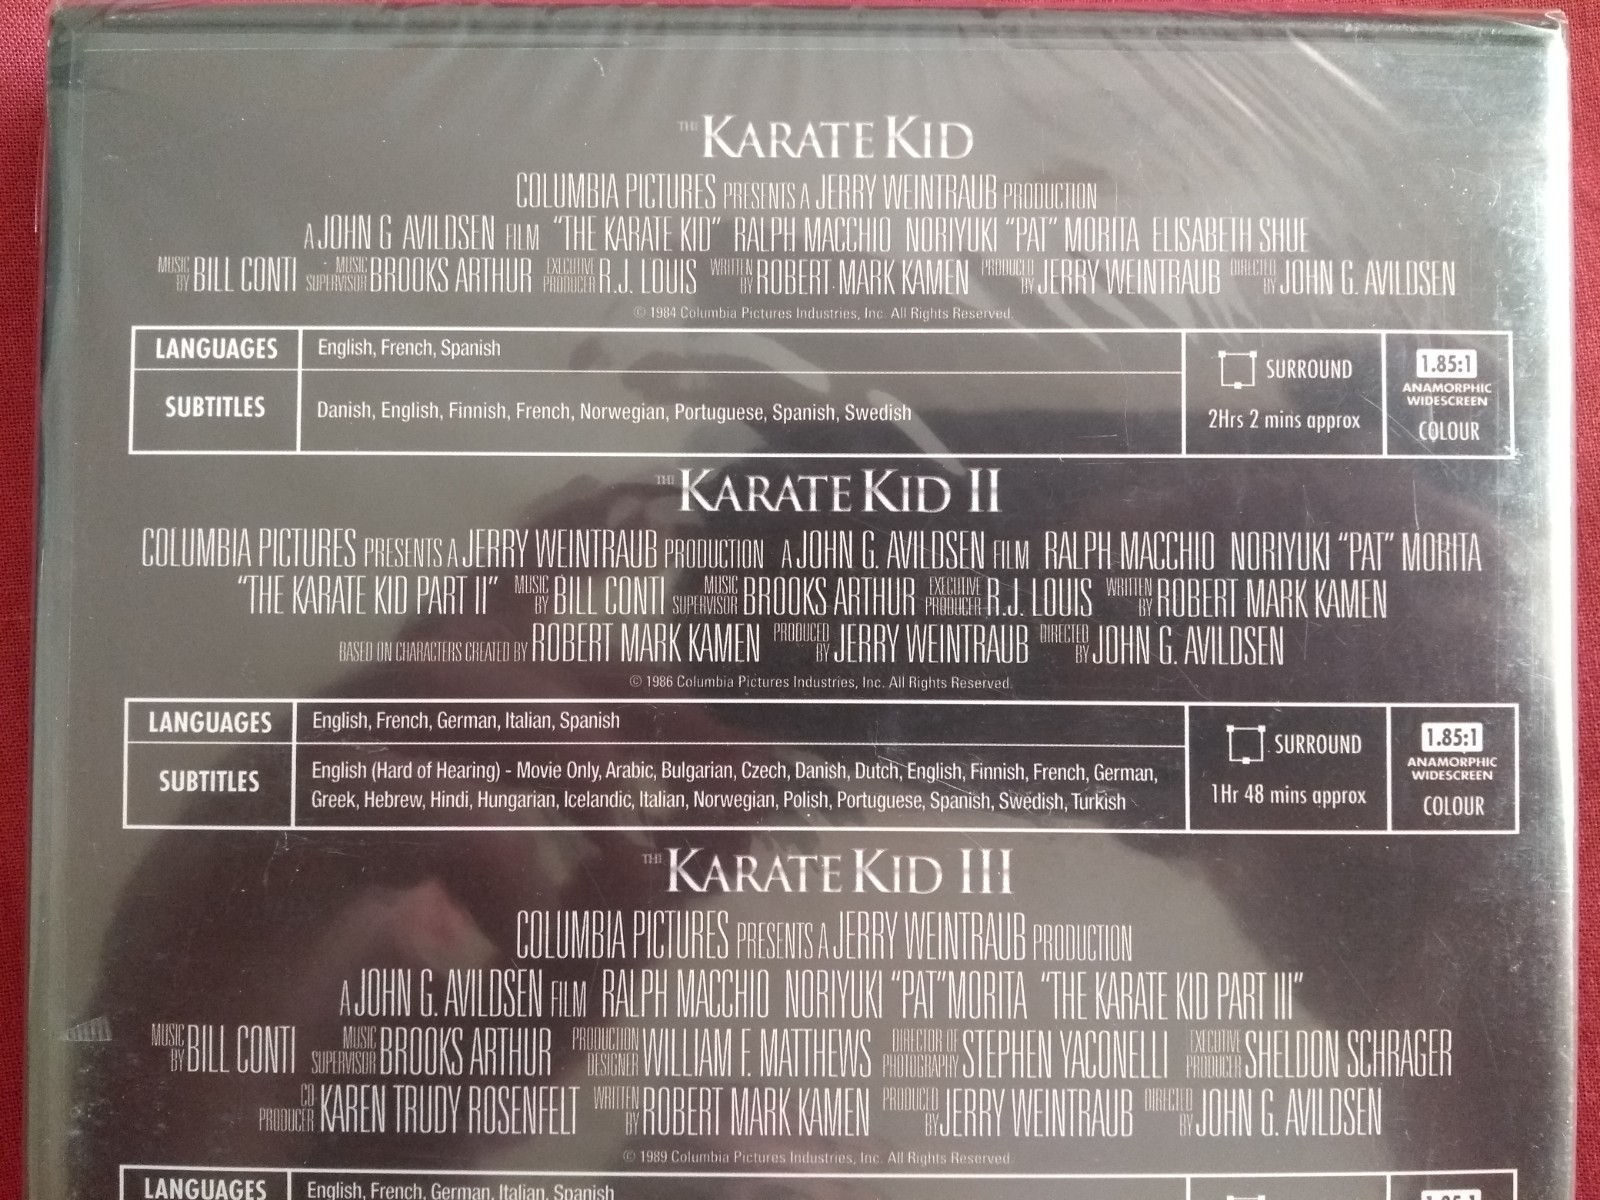 THE KARATE KID
COLUMBIA PICTURES PRESENTS A JERRY WEINTRAUB PRODUCTION
A JOHN G AVILDSEN FILM "THE KARATE KID" RALPH MACCHIO NORIYUKI "PAT" MORITA ELISABETH SHUE
MUSIC BY BILL CONTI MUSIC SUPERVISOR BROOKS ARTHUR EXECUTIVE PRODUCER R.J. LOUIS WRITTEN BY ROBERT MARK KAMEN PRODUCED BY JERRY WEINTRAUB DIRECTED BY JOHN G. AVILDSEN
© 1984 Columbia Pictures Industries, Inc. All Rights Reserved.
LANGUAGES English, French, Spanish
SUBTITLES Danish, English, Finnish, French, Norwegian, Portuguese, Spanish, Swedish
SURROUND
2Hrs 2 mins approx
1.85:1
ANAMORPHIC
WIDESCREEN
COLOUR
THE KARATE KID II
COLUMBIA PICTURES PRESENTS A JERRY WEINTRAUB PRODUCTION A JOHN G. AVILDSEN FILM RALPH MACCHIO NORIYUKI "PAT" MORITA
"THE KARATE KID PART II" MUSIC BY BILL CONTI MUSIC SUPERVISOR BROOKS ARTHUR EXECUTIVE PRODUCER R.J. LOUIS WRITTEN BY ROBERT MARK KAMEN
BASED ON CHARACTERS CREATED BY ROBERT MARK KAMEN PRODUCED BY JERRY WEINTRAUB DIRECTED BY JOHN G. AVILDSEN
© 1986 Columbia Pictures Industries, Inc. All Rights Reserved.
LANGUAGES English, French, German, Italian, Spanish
SUBTITLES English (Hard of Hearing) - Movie Only, Arabic, Bulgarian, Czech, Danish, Dutch, English, Finnish, French, German,
Greek, Hebrew, Hindi, Hungarian, Icelandic, Italian, Norwegian, Polish, Portuguese, Spanish, Swedish, Turkish
SURROUND
1Hr 48 mins approx
1.85:1
ANAMORPHIC
WIDESCREEN
COLOUR
THE KARATE KID III
COLUMBIA PICTURES PRESENTS A JERRY WEINTRAUB PRODUCTION
A JOHN G. AVILDSEN FILM RALPH MACCHIO NORIYUKI "PAT" MORITA "THE KARATE KID PART III"
MUSIC BY BILL CONTI MUSIC SUPERVISOR BROOKS ARTHUR PRODUCTION DESIGNER WILLIAM F. MATTHEWS DIRECTOR OF PHOTOGRAPHY STEPHEN YACONELLI EXECUTIVE PRODUCER SHELDON SCHRAGER
CO PRODUCER KAREN TRUDY ROSENFELT WRITTEN BY ROBERT MARK KAMEN PRODUCED BY JERRY WEINTRAUB DIRECTED BY JOHN G. AVILDSEN
© 1989 Columbia Pictures Industries, Inc. All Rights Reserved.
LANGUAGES English, French, German, Italian, Spanish